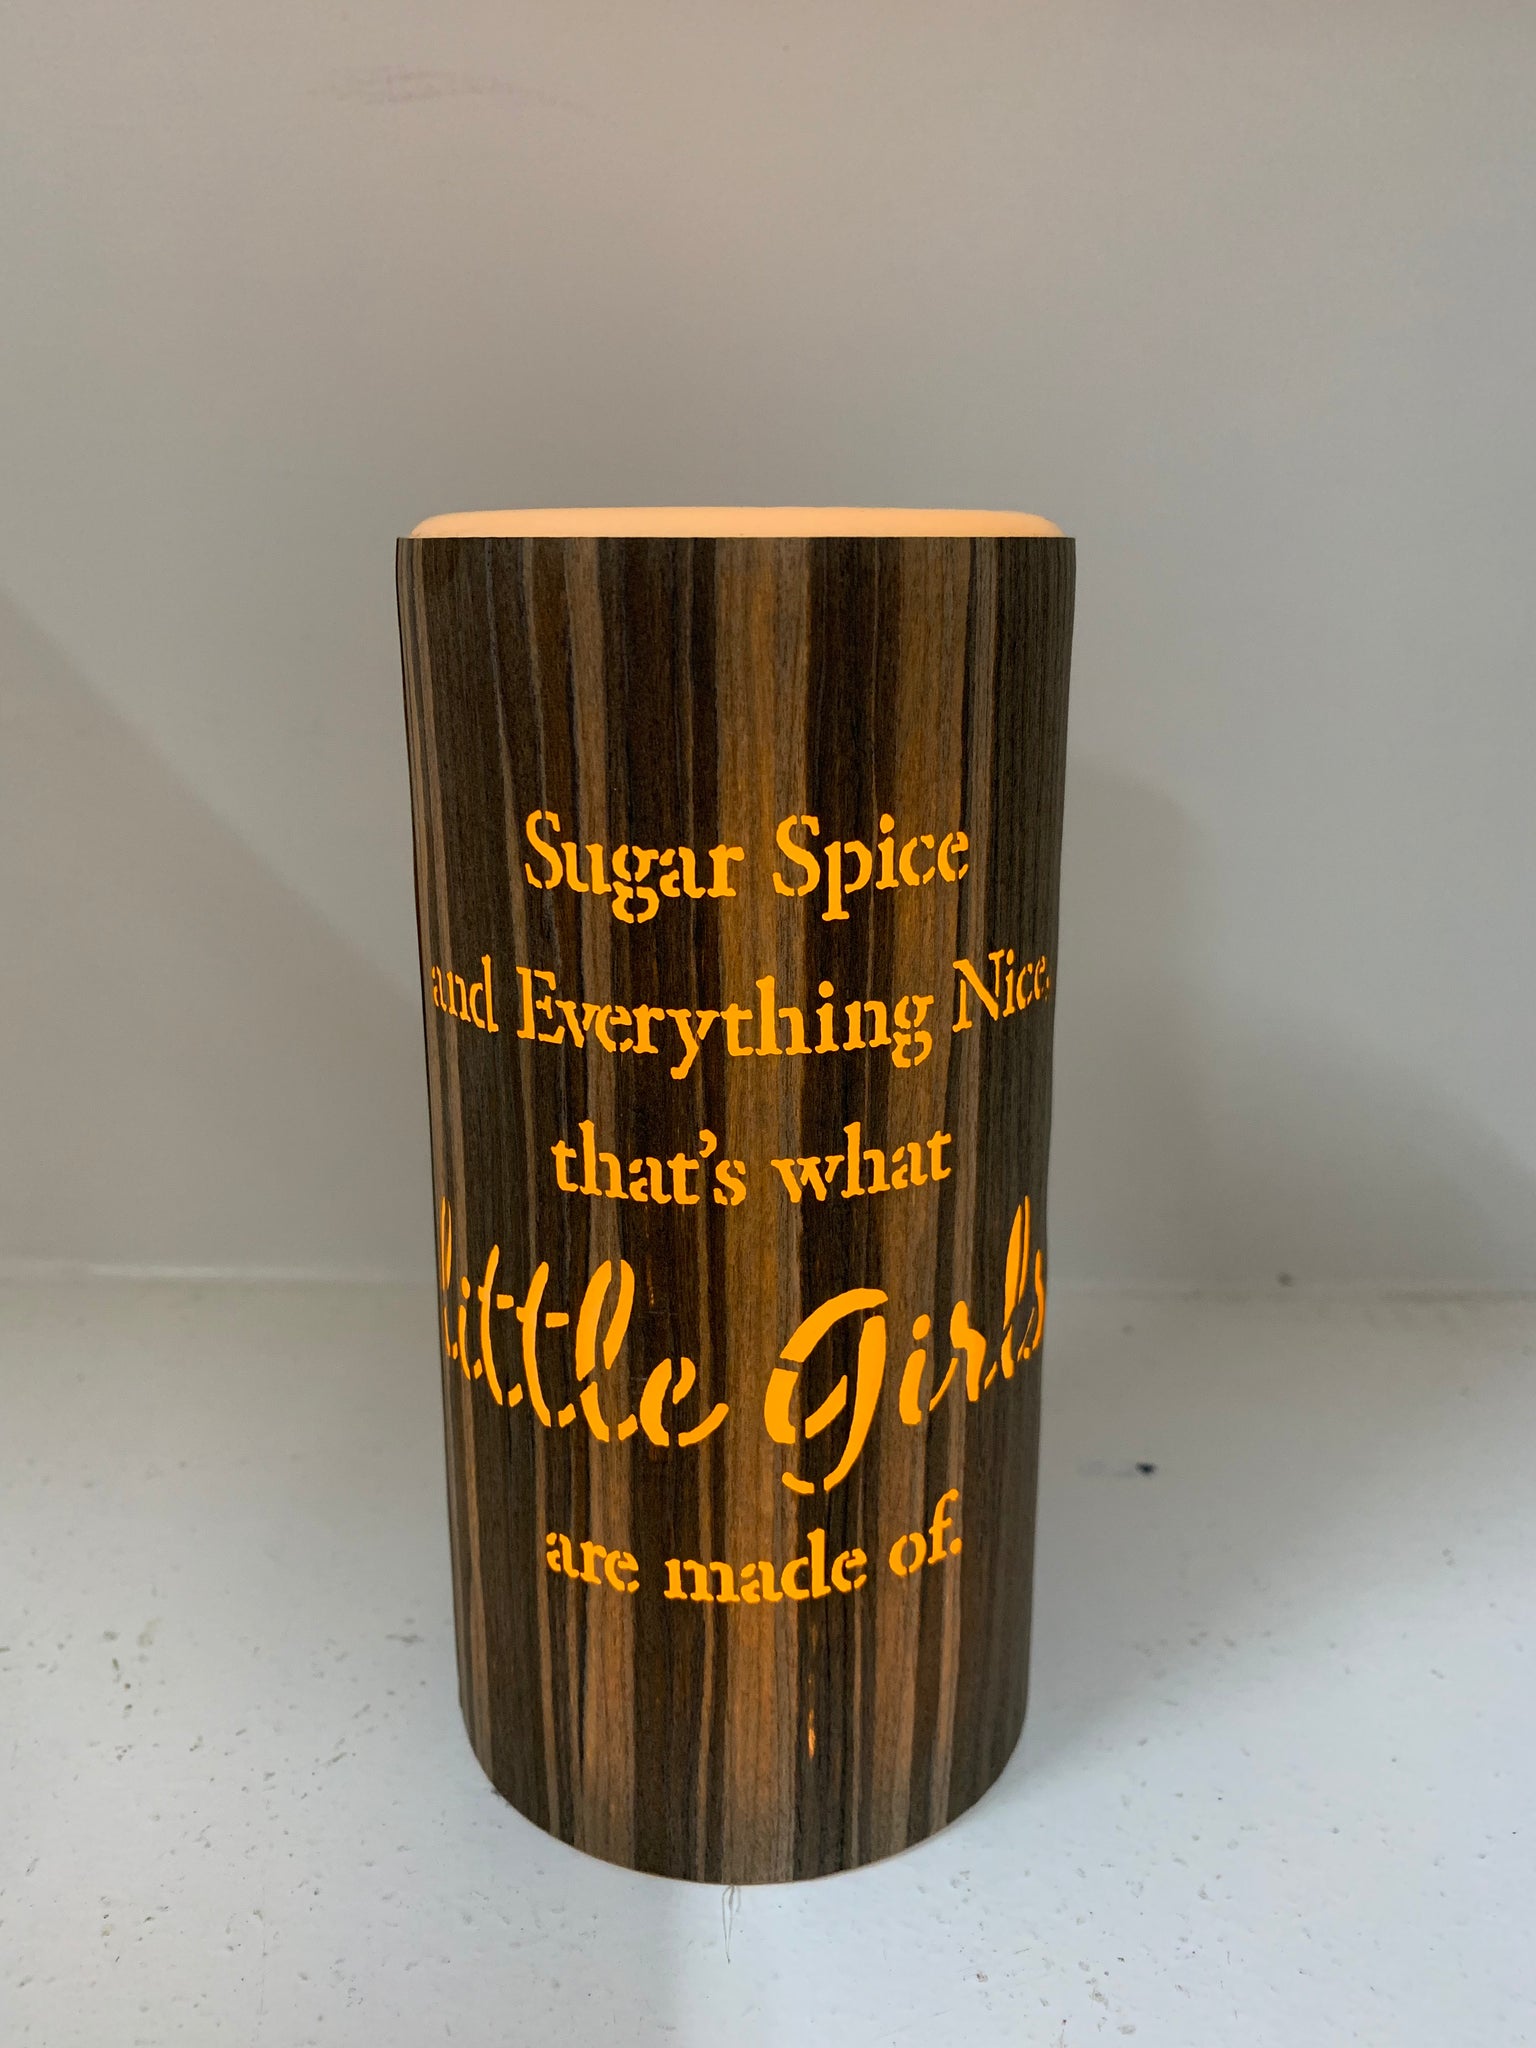 Sugar Spice
and Everything Nice.
that's what
little Girls
are made of.